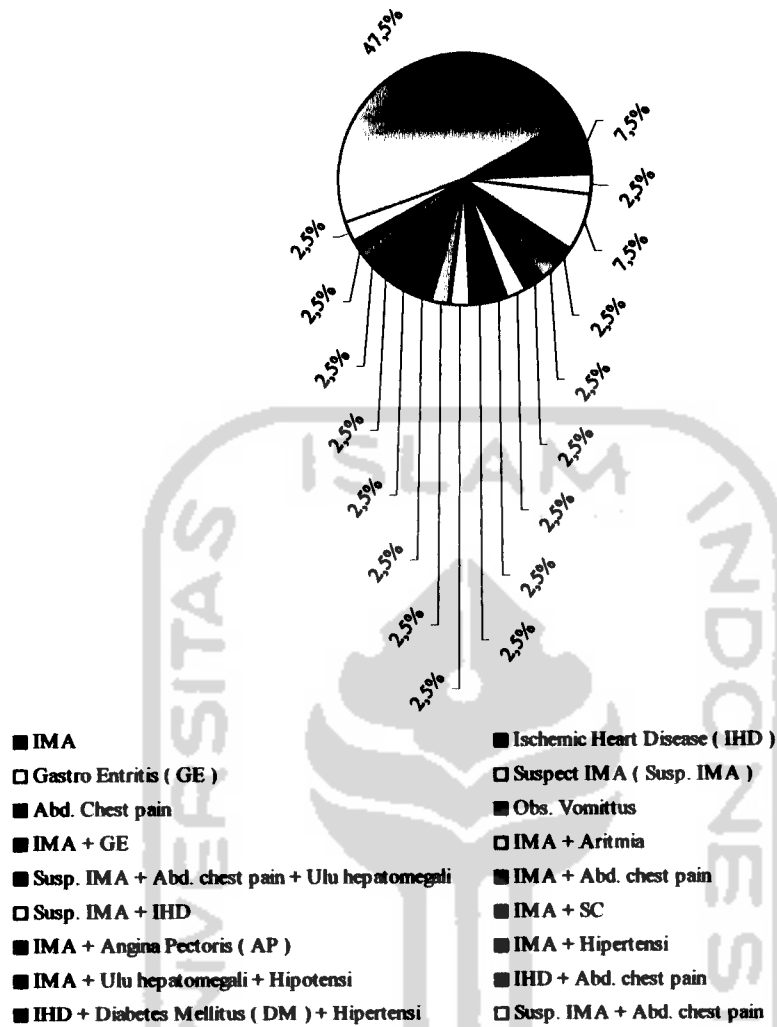 47,5%
7,5%
2,5%
7,5%
2,5%
2,5%
2,5%
2,5%
2,5%
2,5%
2,5%
2,5%
2,5%
2,5%
2,5%
2,5%
2,5%
2,5%
ISLAM
NIVERSITAS
INDONES
IMA
Gastro Entritis ( GE )
Abd. Chest pain
IMA + GE
Susp. IMA + Abd. chest pain + Ulu hepatomegali
Susp. IMA + IHD
IMA + Angina Pectoris ( AP )
IMA + Ulu hepatomegali + Hipotensi
IHD + Diabetes Mellitus ( DM ) + Hipertensi
Ischemic Heart Disease ( IHD )
Suspect IMA ( Susp. IMA )
Obs. Vomittus
IMA + Aritmia
IMA + Abd. chest pain
IMA + SC
IMA + Hipertensi
IHD + Abd. chest pain
Susp. IMA + Abd. chest pain